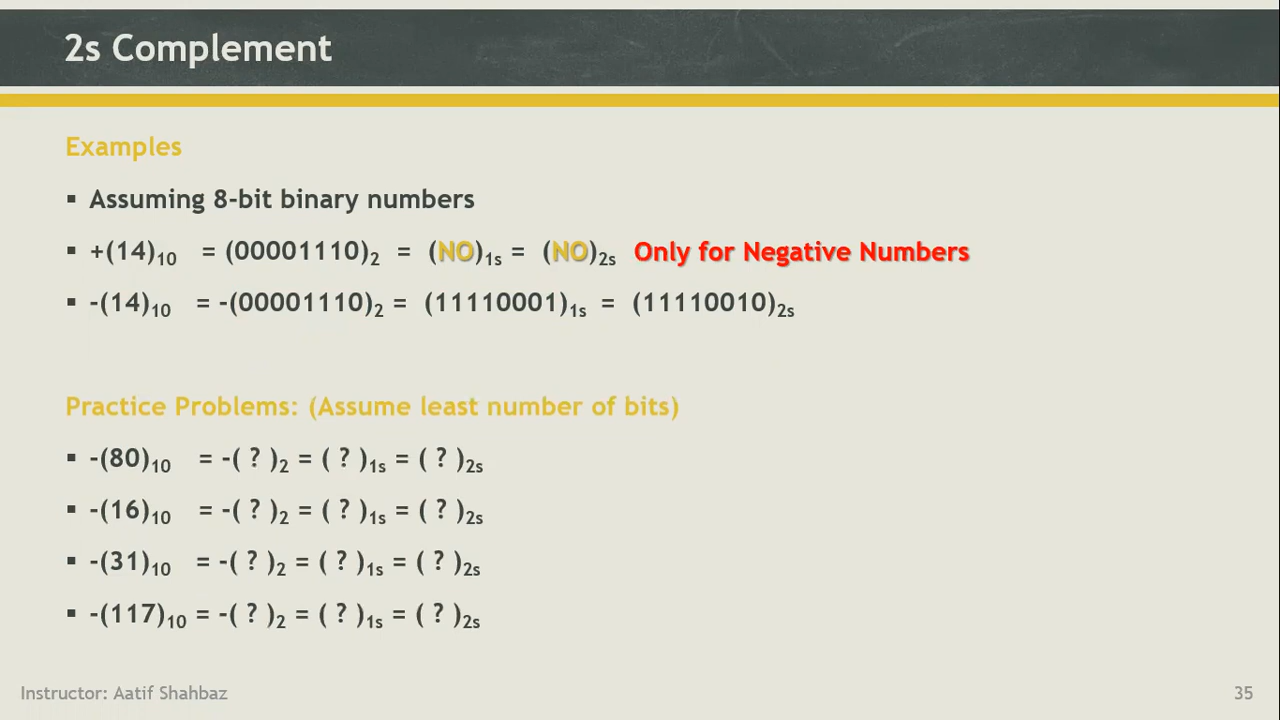 2s Complement
Examples
▪ Assuming 8-bit binary numbers
▪ +(14)₁₀ = (00001110)₂ = (NO)₁ₛ = (NO)₂ₛ Only for Negative Numbers
▪ -(14)₁₀ = -(00001110)₂ = (11110001)₁ₛ = (11110010)₂ₛ
Practice Problems: (Assume least number of bits)
▪ -(80)₁₀ = -( ? )₂ = ( ? )₁ₛ = ( ? )₂ₛ
▪ -(16)₁₀ = -( ? )₂ = ( ? )₁ₛ = ( ? )₂ₛ
▪ -(31)₁₀ = -( ? )₂ = ( ? )₁ₛ = ( ? )₂ₛ
▪ -(117)₁₀ = -( ? )₂ = ( ? )₁ₛ = ( ? )₂ₛ
Instructor: Aatif Shahbaz 35